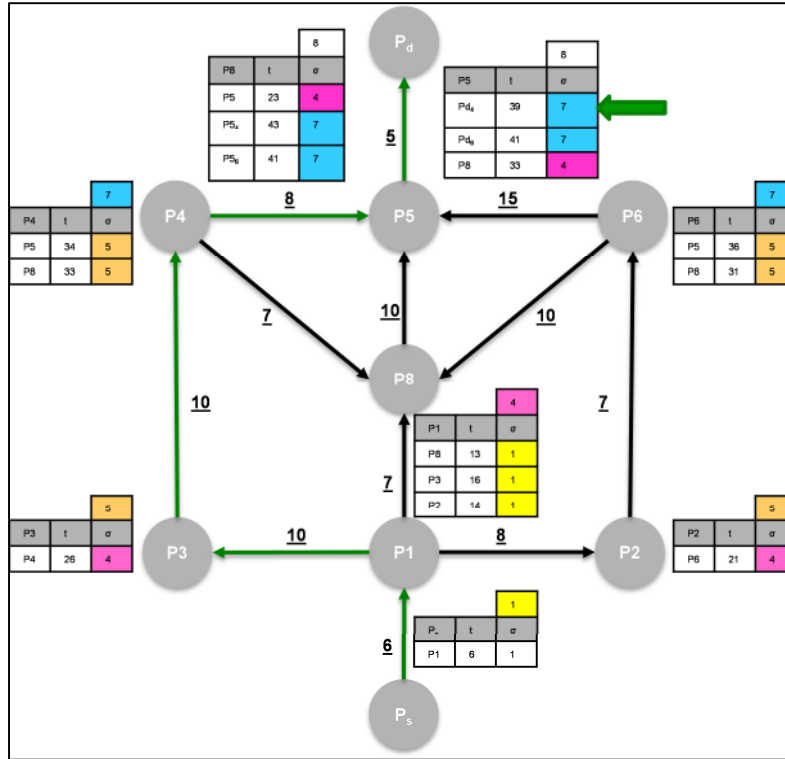 8
P8 t σ
P5 23 4
P5₄ 43 7
P5₆ 41 7
Pd
8
P5 t σ
Pd₄ 39 7
Pd₆ 41 7
P8 33 4
5
7
P4 t σ
P5 34 5
P8 33 5
P4
8
P5
15
P6
7
P6 t σ
P5 36 5
P8 31 5
7
10
10
10
P8
7
7
4
P1 t σ
P8 13 1
P3 16 1
P2 14 1
5
P3 t σ
P4 26 4
P3
10
P1
8
P2
5
P2 t σ
P6 21 4
6
1
t σ
P1 6 1
Ps